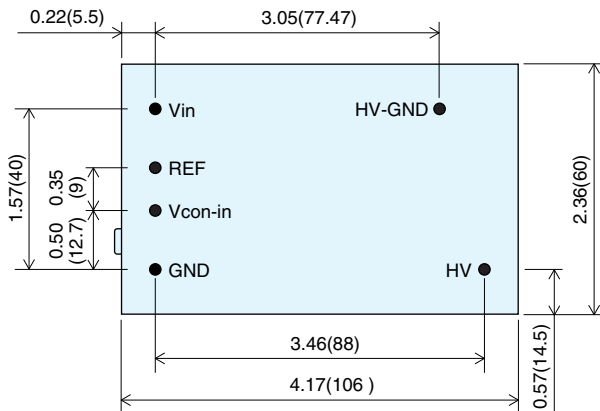 0.22(5.5)
3.05(77.47)
Vin
HV-GND
REF
Vcon-in
GND
HV
1.57(40)
0.35
(9)
0.50
(12.7)
2.36(60)
0.57(14.5)
3.46(88)
4.17(106 )